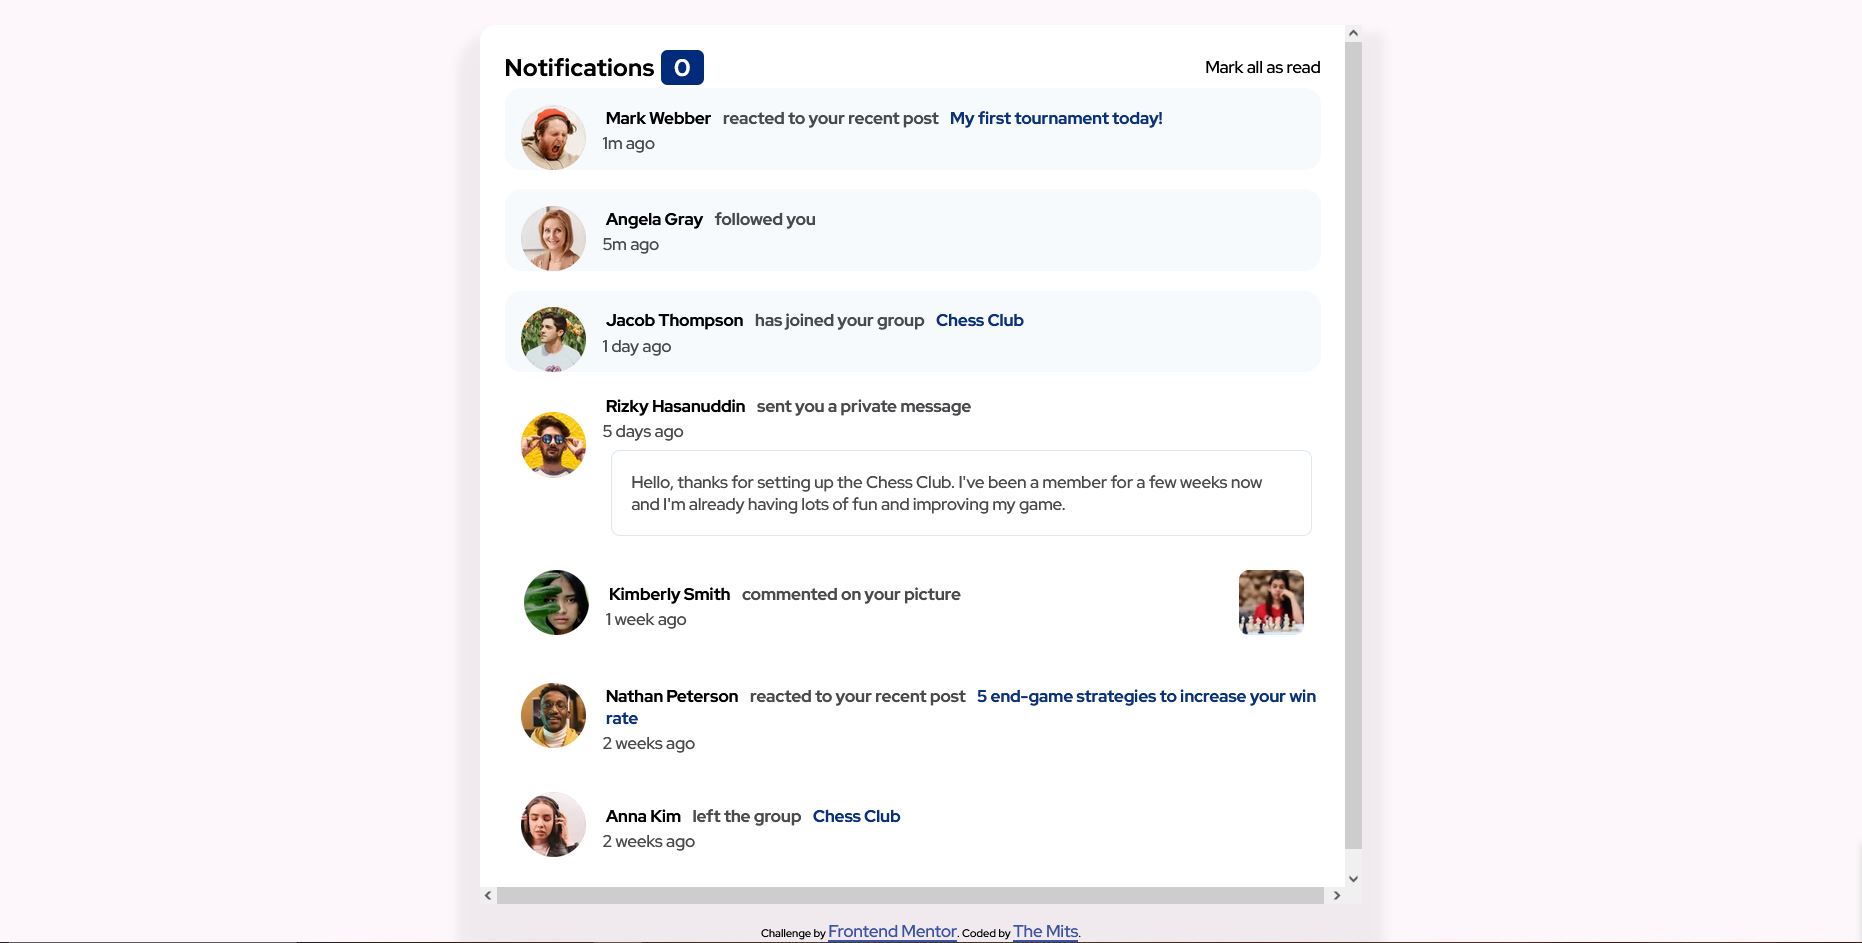 Notifications 0 Mark all as read
Mark Webber reacted to your recent post My first tournament today!
1m ago
Angela Gray followed you
5m ago
Jacob Thompson has joined your group Chess Club
1 day ago
Rizky Hasanuddin sent you a private message
5 days ago
Hello, thanks for setting up the Chess Club. I've been a member for a few weeks now
and I'm already having lots of fun and improving my game.
Kimberly Smith commented on your picture
1 week ago
Nathan Peterson reacted to your recent post 5 end-game strategies to increase your win
rate
2 weeks ago
Anna Kim left the group Chess Club
2 weeks ago
Challenge by Frontend Mentor. Coded by The Mits.